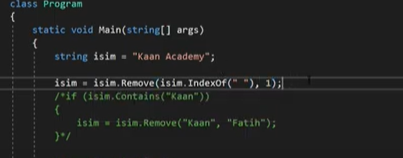 class Program
{
static void Main(string[] args)
{
string isim = "Kaan Academy";
isim = isim.Remove(isim.IndexOf(" "), 1);
/*if (isim.Contains("Kaan"))
{
isim = isim.Remove("Kaan", "Fatih");
}*/